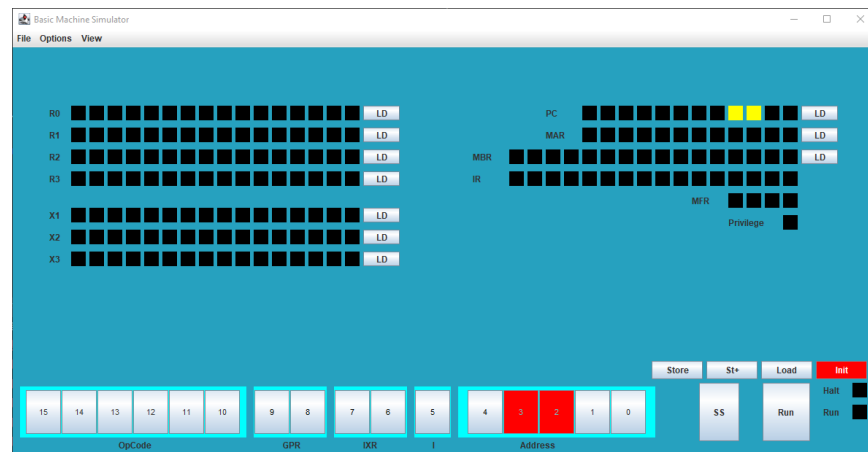 Basic Machine Simulator
File Options View
R0 LD PC LD
R1 LD MAR LD
R2 LD MBR LD
R3 LD IR
MFR
X1 LD Privilege
X2 LD
X3 LD
Store St+ Load Init
15 14 13 12 11 10 9 8 7 6 5 4 3 2 1 0 SS Run Halt
Run
OpCode GPR IXR I Address